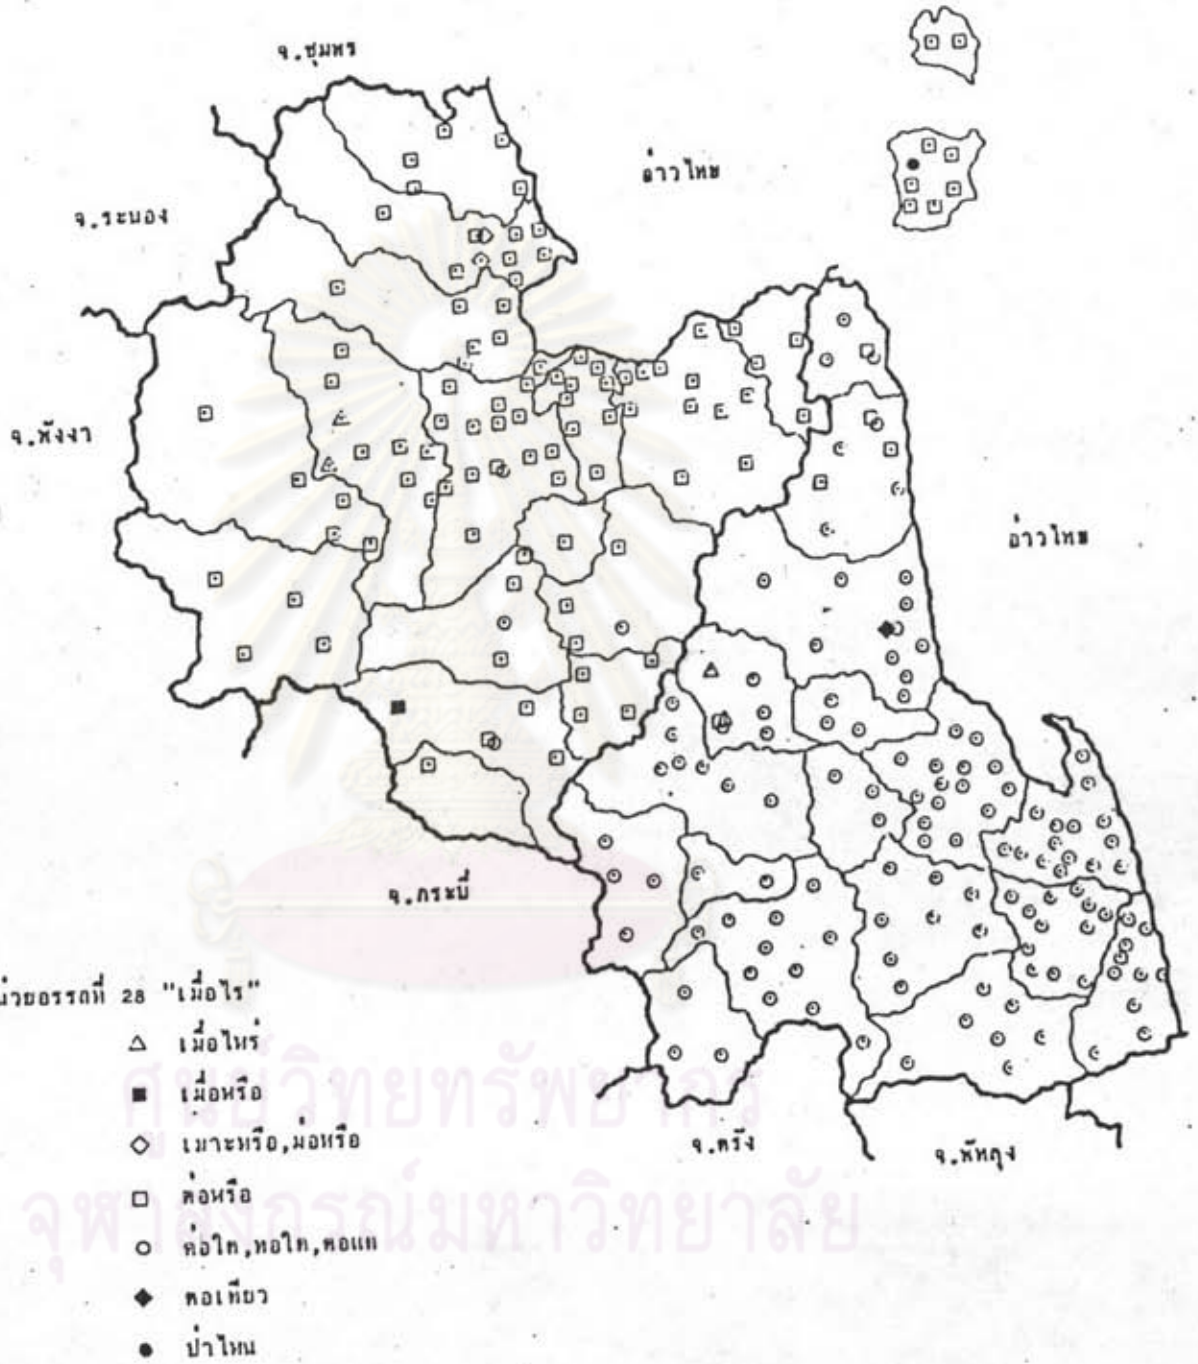 จ.ชุมพร
อ่าวไทย
จ.ระนอง
จ.พังงา
อ่าวไทย
จ.กระบี่
หน่วยอรรถที่ 28 "เมื่อไร"
△ เมื่อไหร่
■ เมื่อหรือ
◇ เมาะหรือ,ม่อหรือ
□ ต่อหรือ
○ ต่อใด,ทอใด,ตอแด
◆ ตอเทียว
● ป่าไหน
จ.ตรัง
จ.พัทลุง
ศูนย์วิทยทรัพยากร
จุฬาลงกรณ์มหาวิทยาลัย